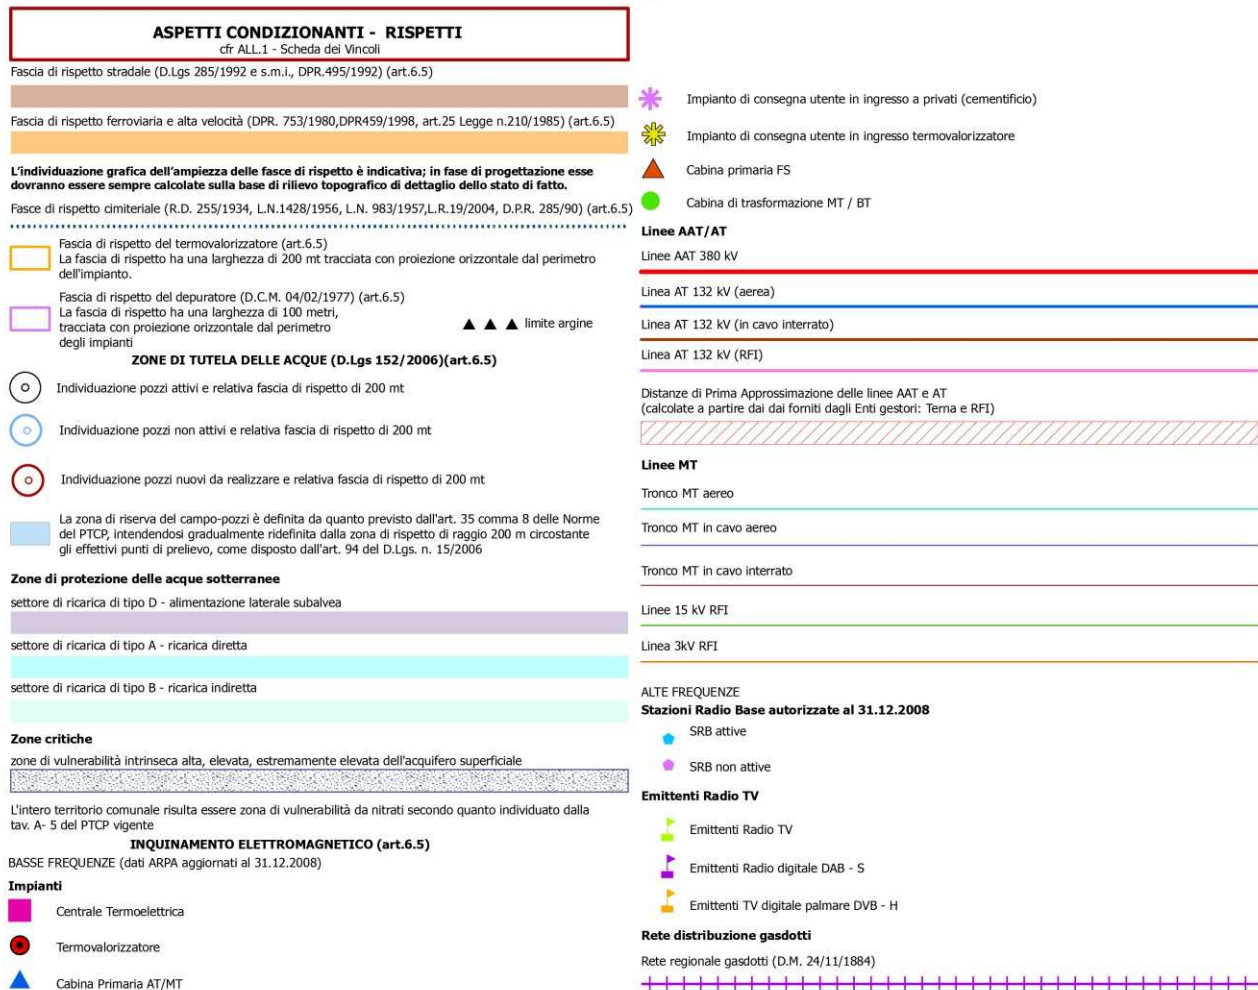 ASPETTI CONDIZIONANTI - RISPETTI
cfr ALL.1 - Scheda dei Vincoli
Fascia di rispetto stradale (D.Lgs 285/1992 e s.m.i., DPR.495/1992) (art.6.5)
Fascia di rispetto ferroviaria e alta velocità (DPR. 753/1980,DPR459/1998, art.25 Legge n.210/1985) (art.6.5)
L'individuazione grafica dell'ampiezza delle fasce di rispetto è indicativa; in fase di progettazione esse
dovranno essere sempre calcolate sulla base di rilievo topografico di dettaglio dello stato di fatto.
Fasce di rispetto cimiteriale (R.D. 255/1934, L.N.1428/1956, L.N. 983/1957,L.R.19/2004, D.P.R. 285/90) (art.6.5)
Fascia di rispetto del termovalorizzatore (art.6.5)
La fascia di rispetto ha una larghezza di 200 mt tracciata con proiezione orizzontale dal perimetro
dell'impianto.
Fascia di rispetto del depuratore (D.C.M. 04/02/1977) (art.6.5)
La fascia di rispetto ha una larghezza di 100 metri,
tracciata con proiezione orizzontale dal perimetro
degli impianti
limite argine
ZONE DI TUTELA DELLE ACQUE (D.Lgs 152/2006)(art.6.5)
Individuazione pozzi attivi e relativa fascia di rispetto di 200 mt
Individuazione pozzi non attivi e relativa fascia di rispetto di 200 mt
Individuazione pozzi nuovi da realizzare e relativa fascia di rispetto di 200 mt
La zona di riserva del campo-pozzi è definita da quanto previsto dall'art. 35 comma 8 delle Norme
del PTCP, intendendosi gradualmente ridefinita dalla zona di rispetto di raggio 200 m circostante
gli effettivi punti di prelievo, come disposto dall'art. 94 del D.Lgs. n. 15/2006
Zone di protezione delle acque sotterranee
settore di ricarica di tipo D - alimentazione laterale subalvea
settore di ricarica di tipo A - ricarica diretta
settore di ricarica di tipo B - ricarica indiretta
Zone critiche
zone di vulnerabilità intrinseca alta, elevata, estremamente elevata dell'acquifero superficiale
L'intero territorio comunale risulta essere zona di vulnerabilità da nitrati secondo quanto individuato dalla
tav. A- 5 del PTCP vigente
INQUINAMENTO ELETTROMAGNETICO (art.6.5)
BASSE FREQUENZE (dati ARPA aggiornati al 31.12.2008)
Impianti
Centrale Termoelettrica
Termovalorizzatore
Cabina Primaria AT/MT
Impianto di consegna utente in ingresso a privati (cementificio)
Impianto di consegna utente in ingresso termovalorizzatore
Cabina primaria FS
Cabina di trasformazione MT / BT
Linee AAT/AT
Linee AAT 380 kV
Linea AT 132 kV (aerea)
Linea AT 132 kV (in cavo interrato)
Linea AT 132 kV (RFI)
Distanze di Prima Approssimazione delle linee AAT e AT
(calcolate a partire dai dai forniti dagli Enti gestori: Terna e RFI)
Linee MT
Tronco MT aereo
Tronco MT in cavo aereo
Tronco MT in cavo interrato
Linee 15 kV RFI
Linea 3kV RFI
ALTE FREQUENZE
Stazioni Radio Base autorizzate al 31.12.2008
SRB attive
SRB non attive
Emittenti Radio TV
Emittenti Radio TV
Emittenti Radio digitale DAB - S
Emittenti TV digitale palmare DVB - H
Rete distribuzione gasdotti
Rete regionale gasdotti (D.M. 24/11/1884)